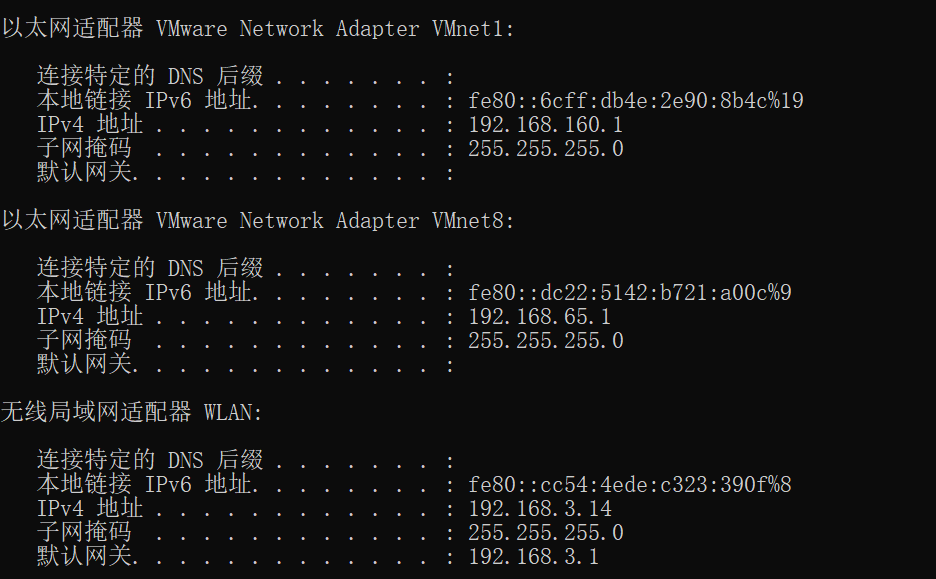 以太网适配器 VMware Network Adapter VMnet1:
连接特定的 DNS 后缀 . . . . . . . :
本地链接 IPv6 地址. . . . . . . . : fe80::6cff:db4e:2e90:8b4c%19
IPv4 地址 . . . . . . . . . . . . : 192.168.160.1
子网掩码 . . . . . . . . . . . . : 255.255.255.0
默认网关. . . . . . . . . . . . . :
以太网适配器 VMware Network Adapter VMnet8:
连接特定的 DNS 后缀 . . . . . . . :
本地链接 IPv6 地址. . . . . . . . : fe80::dc22:5142:b721:a00c%9
IPv4 地址 . . . . . . . . . . . . : 192.168.65.1
子网掩码 . . . . . . . . . . . . : 255.255.255.0
默认网关. . . . . . . . . . . . . :
无线局域网适配器 WLAN:
连接特定的 DNS 后缀 . . . . . . . :
本地链接 IPv6 地址. . . . . . . . : fe80::cc54:4ede:c323:390f%8
IPv4 地址 . . . . . . . . . . . . : 192.168.3.14
子网掩码 . . . . . . . . . . . . : 255.255.255.0
默认网关. . . . . . . . . . . . . : 192.168.3.1